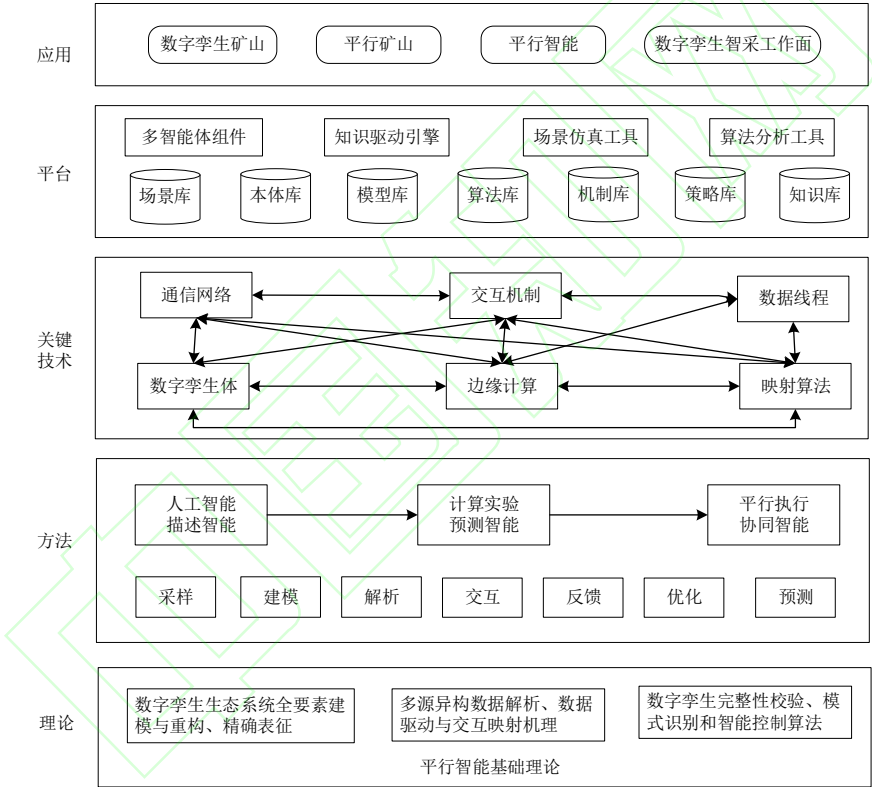 应用
数字孪生矿山
平行矿山
平行智能
数字孪生智采工作面
平台
多智能体组件
知识驱动引擎
场景仿真工具
算法分析工具
场景库
本体库
模型库
算法库
机制库
策略库
知识库
关键
技术
通信网络
交互机制
数据线程
数字孪生体
边缘计算
映射算法
方法
人工智能
描述智能
计算实验
预测智能
平行执行
协同智能
采样
建模
解析
交互
反馈
优化
预测
理论
数字孪生生态系统全要素建
模与重构、精确表征
多源异构数据解析、数据
驱动与交互映射机理
数字孪生完整性校验、模
式识别和智能控制算法
平行智能基础理论